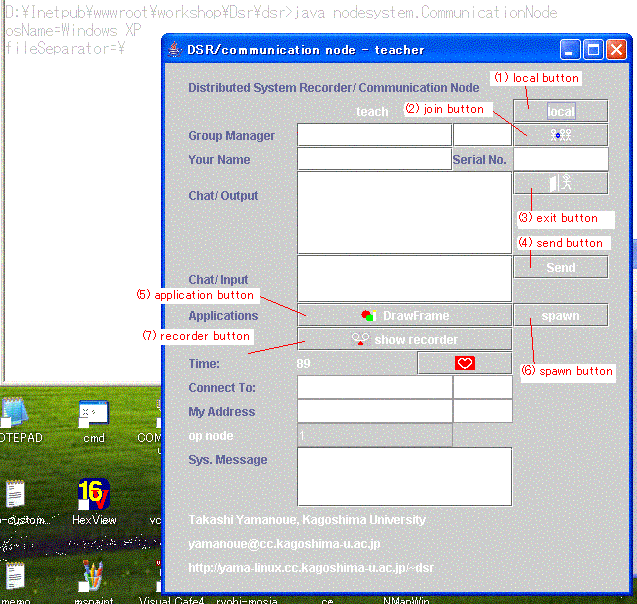 D:¥Inetpub¥wwwroot¥workshop¥Dsr¥dsr>java nodesystem.CommunicationNode
osName=Windows XP
fileSeparator=¥
DSR/communication node - teacher
Distributed System Recorder/ Communication Node
(1) local button
teach
(2) join button
local
Group Manager
Your Name
Serial No.
Chat/ Output
(3) exit button
(4) send button
Chat/ Input
Send
(5) application button
Applications
DrawFrame
spawn
(7) recorder button
show recorder
Time:
89
(6) spawn button
Connect To:
My Address
op node
1
Sys. Message
OTEPAD
cmd
COM
-custom...
HexView
16
vc
Takashi Yamanoue, Kagoshima University
yamanoue@cc.kagoshima-u.ac.jp
http://yama-linux.cc.kagoshima-u.ac.jp/~dsr
memo
mspaint
Visual Cafe4
ryobi-mosia
ce
NMapWin